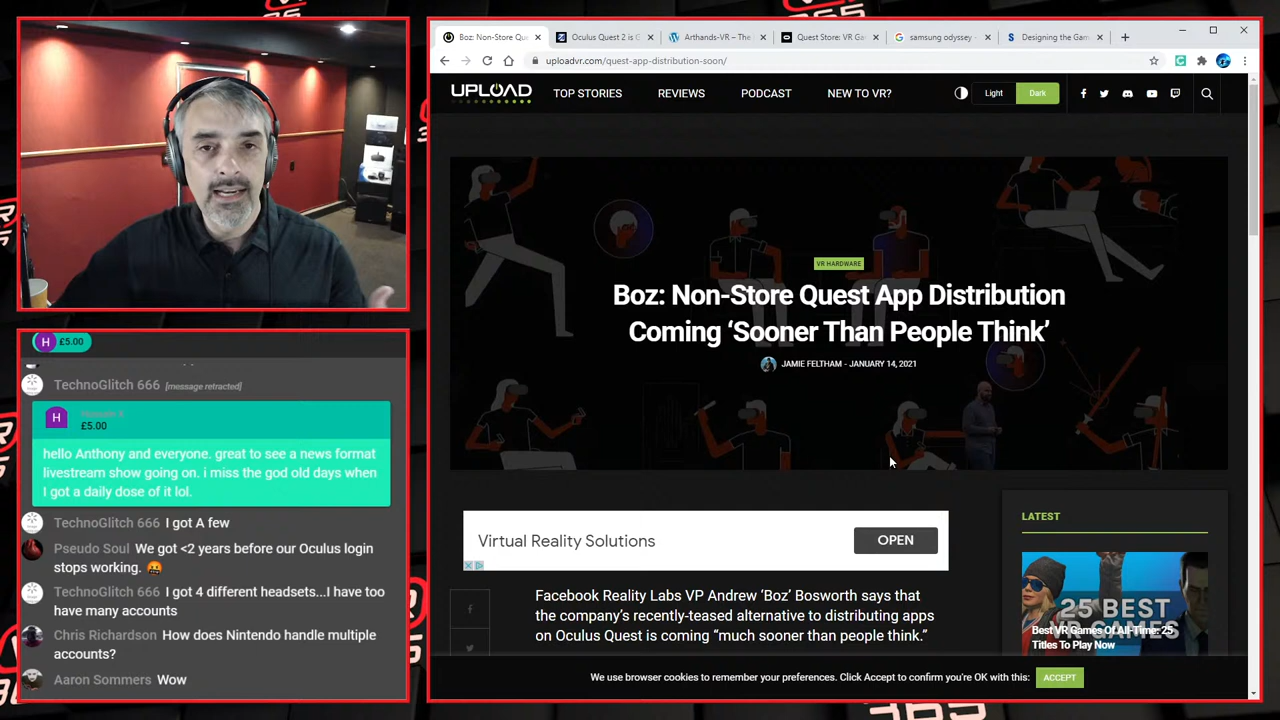 Boz: Non-Store Que
Oculus Quest 2 is G
Arthands-VR – The I
Quest Store: VR Ga
samsung odyssey -
Designing the Gam
uploadvr.com/quest-app-distribution-soon/
UPLOAD
TOP STORIES
REVIEWS
PODCAST
NEW TO VR?
Light
Dark
VR HARDWARE
Boz: Non-Store Quest App Distribution
Coming ‘Sooner Than People Think’
JAMIE FELTHAM - JANUARY 14, 2021
LATEST
Virtual Reality Solutions
OPEN
Facebook Reality Labs VP Andrew ‘Boz’ Bosworth says that
the company’s recently-teased alternative to distributing apps
on Oculus Quest is coming “much sooner than people think.”
25 BEST
VR GAMES
Best VR Games Of All-Time: 25
Titles To Play Now
We use browser cookies to remember your preferences. Click Accept to confirm you're OK with this:
ACCEPT
H £5.00
TechnoGlitch 666 [message retracted]
H
£5.00
hello Anthony and everyone. great to see a news format
livestream show going on. i miss the god old days when
I got a daily dose of it lol.
TechnoGlitch 666 I got A few
Pseudo Soul We got <2 years before our Oculus login
stops working.
TechnoGlitch 666 I got 4 different headsets...I have too
have many accounts
Chris Richardson How does Nintendo handle multiple
accounts?
Aaron Sommers Wow
365